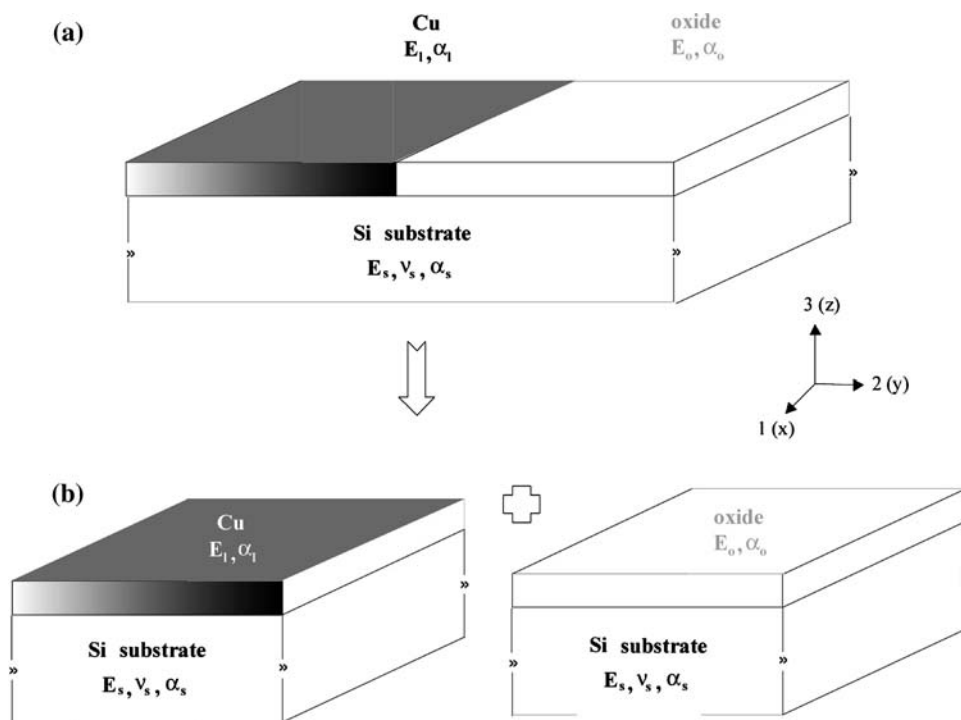 (a)
Cu
E₁, α₁
oxide
Eₒ, αₒ
»
Si substrate
Eₛ, νₛ, αₛ
»
»
3 (z)
2 (y)
1 (x)
(b)
Cu
E₁, α₁
oxide
Eₒ, αₒ
»
Si substrate
Eₛ, νₛ, αₛ
»
»
Si substrate
Eₛ, νₛ, αₛ
»
»